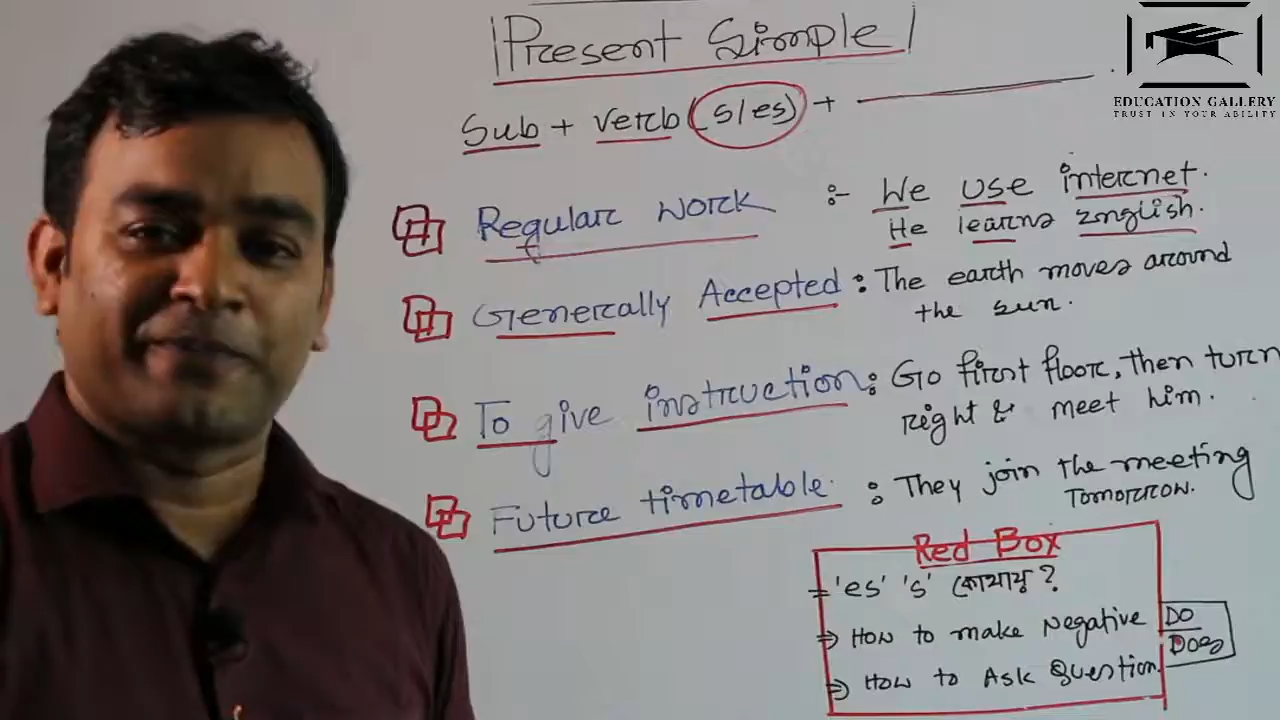 Present Simple
EDUCATION GALLERY
TRUST IN YOUR ABILITY
Sub + verb (s/es) +
Regular work :- We use internet.
He learns English.
Generally Accepted : The earth moves around
the sun.
To give instruction : Go first floor, then turn
right & meet him.
Future timetable : They join the meeting
Tomorrow.
Red Box
'es' 's' কোথায় ?
⇒ How to make Negative
DO
Does
⇒ How to Ask Question